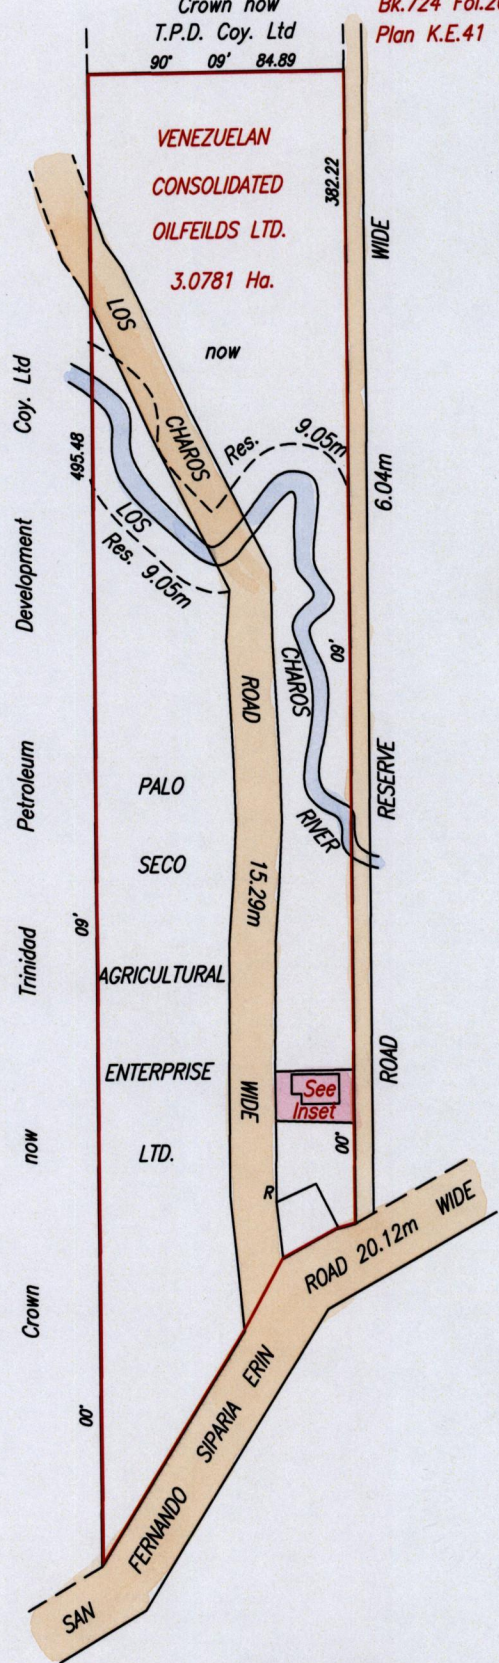 Crown now
T.P.D. Coy. Ltd
Bk.724 Fol.2
Plan K.E.41
90° 09' 84.89
VENEZUELAN
CONSOLIDATED
OILFEILDS LTD.
3.0781 Ha.
now
382.22
495.48
LOS CHAROS ROAD 15.29m WIDE
LOS CHAROS RIVER
Res. 9.05m
Res. 9.05m
WIDE 6.04m RESERVE ROAD
09'
00°
PALO
SECO
AGRICULTURAL
ENTERPRISE
LTD.
See
Inset
R
09'
00°
Crown now Trinidad Petroleum Development Coy. Ltd
SAN FERNANDO SIPARIA ERIN ROAD 20.12m WIDE